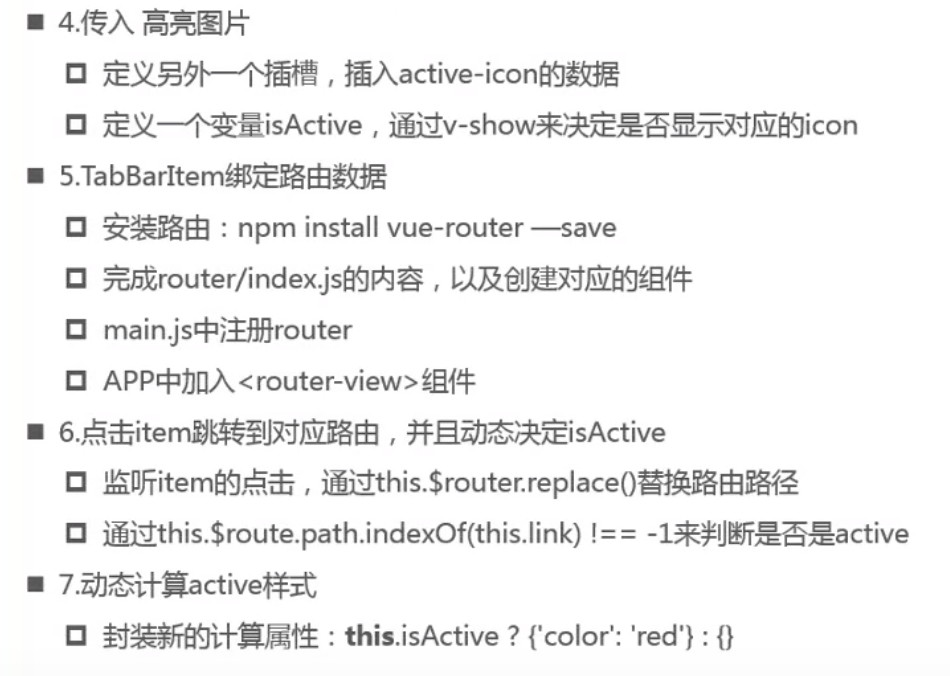 4.传入 高亮图片
定义另外一个插槽，插入active-icon的数据
定义一个变量isActive，通过v-show来决定是否显示对应的icon
5.TabBarItem绑定路由数据
安装路由：npm install vue-router —save
完成router/index.js的内容，以及创建对应的组件
main.js中注册router
APP中加入<router-view>组件
6.点击item跳转到对应路由，并且动态决定isActive
监听item的点击，通过this.$router.replace()替换路由路径
通过this.$route.path.indexOf(this.link) !== -1来判断是否是active
7.动态计算active样式
封装新的计算属性：this.isActive ? {'color': 'red'} : {}